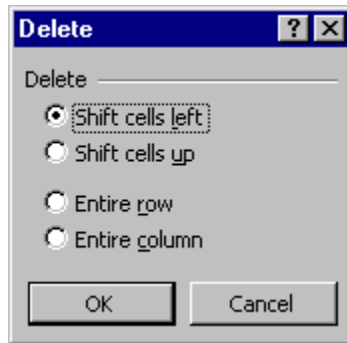 Delete
Delete
Shift cells left
Shift cells up
Entire row
Entire column
OK Cancel